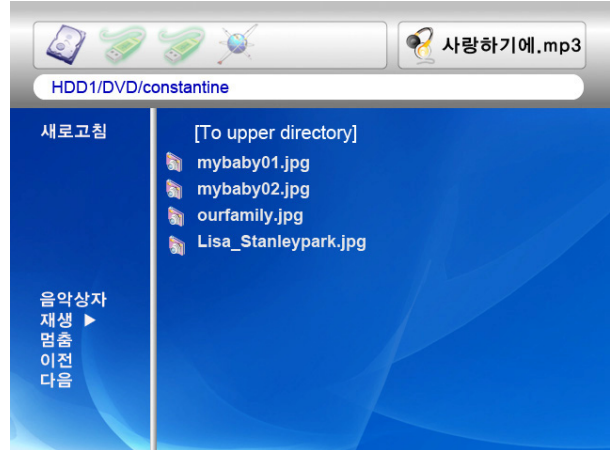 사랑하기에.mp3
HDD1/DVD/constantine
새로고침
[To upper directory]
mybaby01.jpg
mybaby02.jpg
ourfamily.jpg
Lisa_Stanleypark.jpg
음악상자
재생 ▶
멈춤
이전
다음